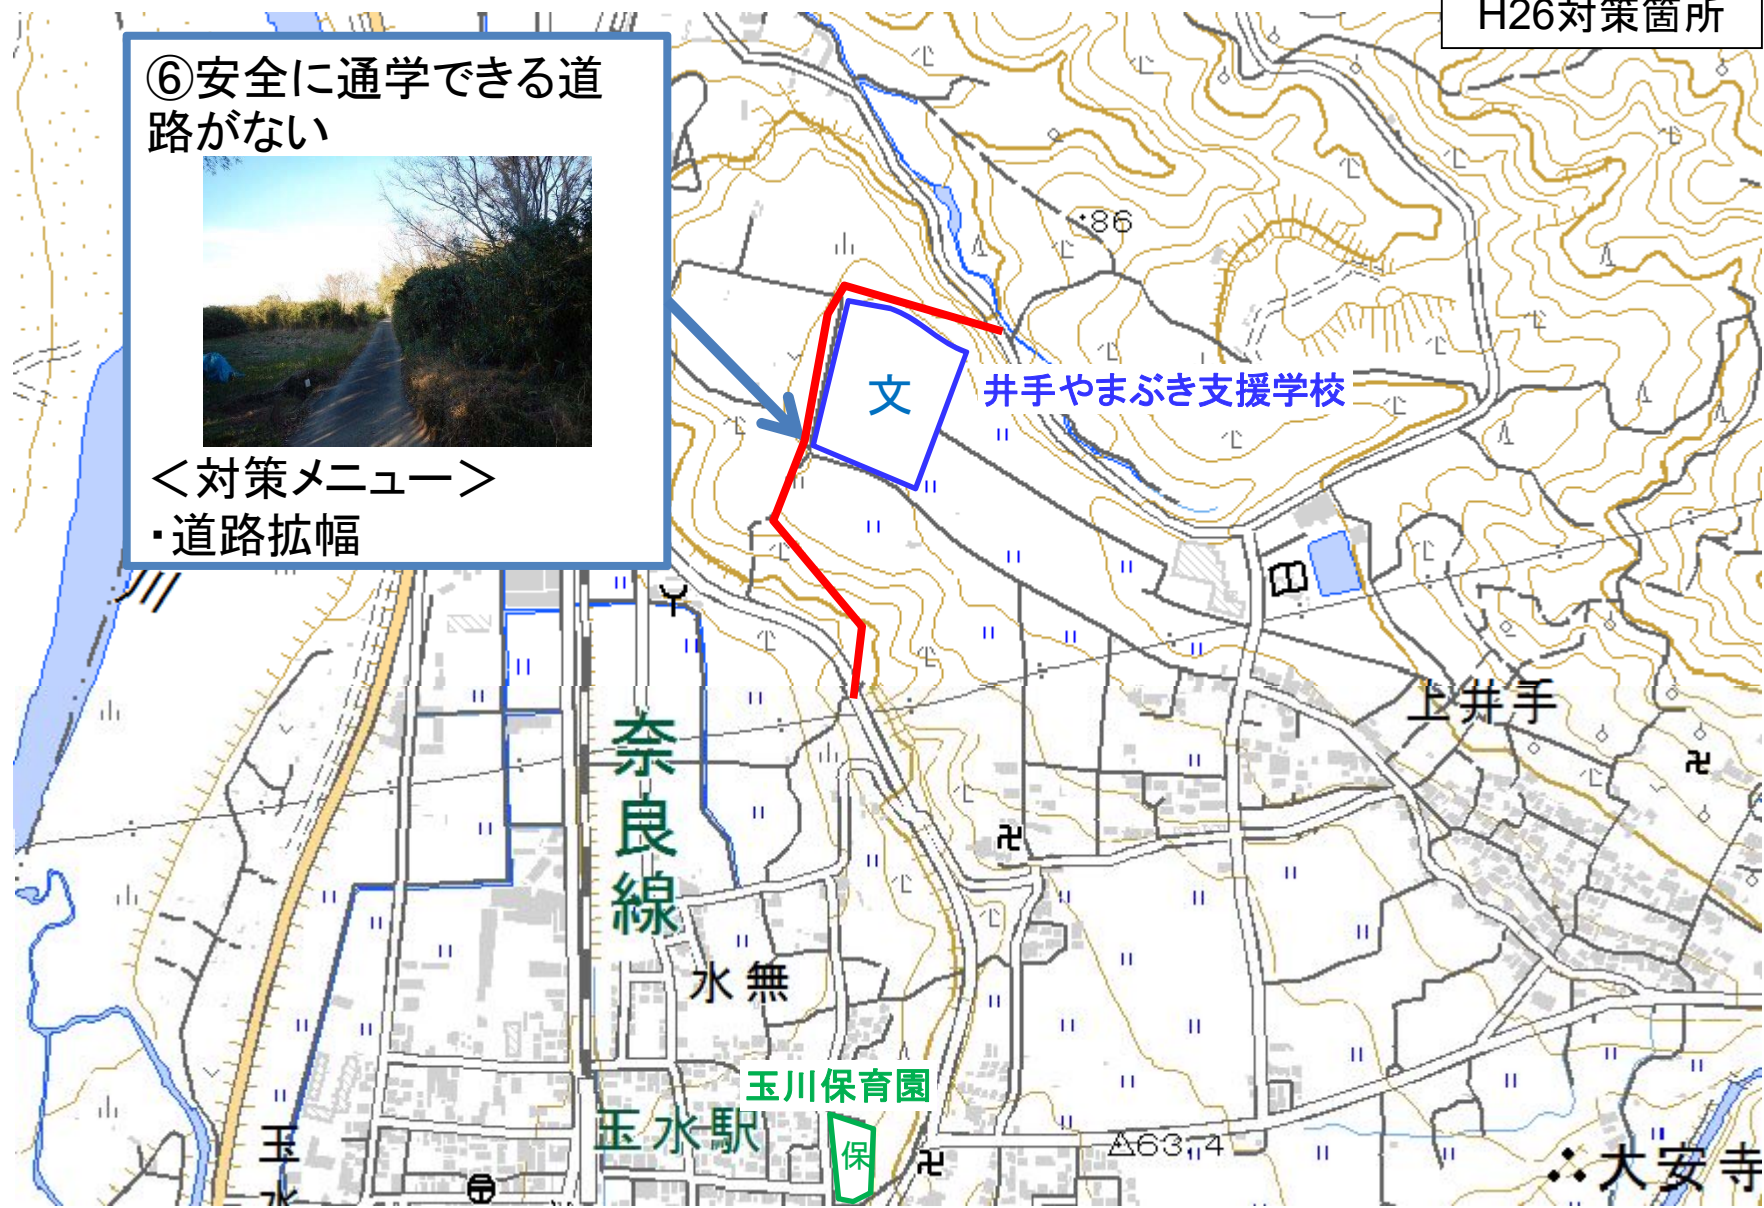 H26対策箇所
⑥安全に通学できる道
路がない
＜対策メニュー＞
・道路拡幅
86
文
井手やまぶき支援学校
川
上井手
奈良線
水無
玉川保育園
保
玉水駅
63.4
玉水
大安寺